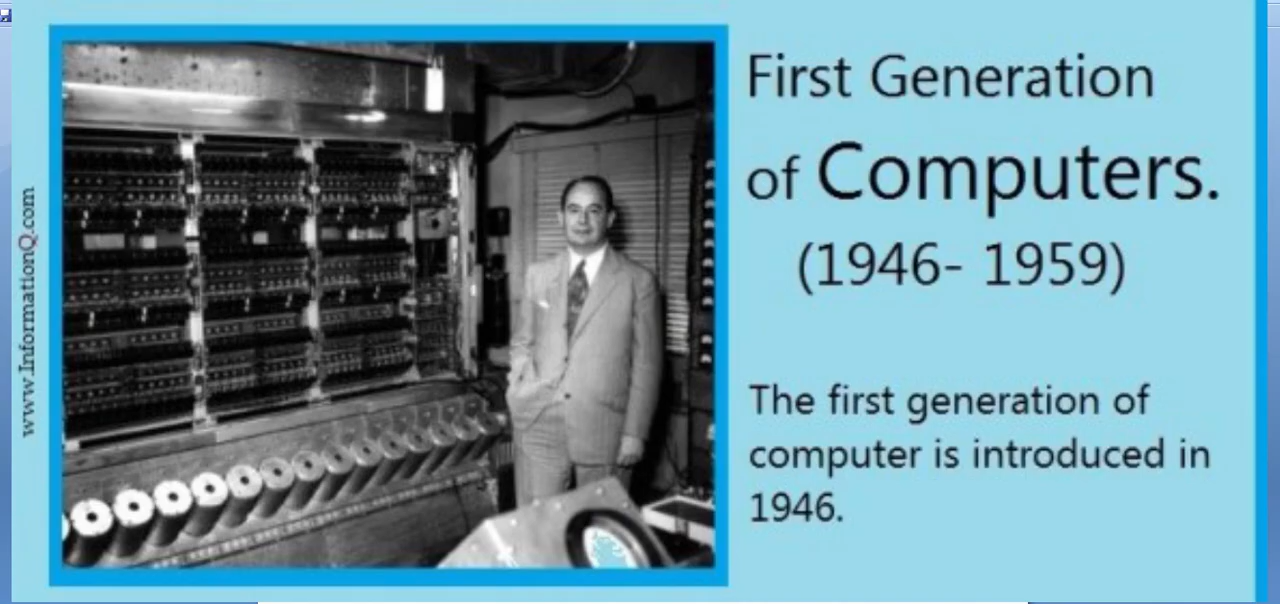 www.InformationQ.com
First Generation
of Computers.
(1946- 1959)
The first generation of
computer is introduced in
1946.